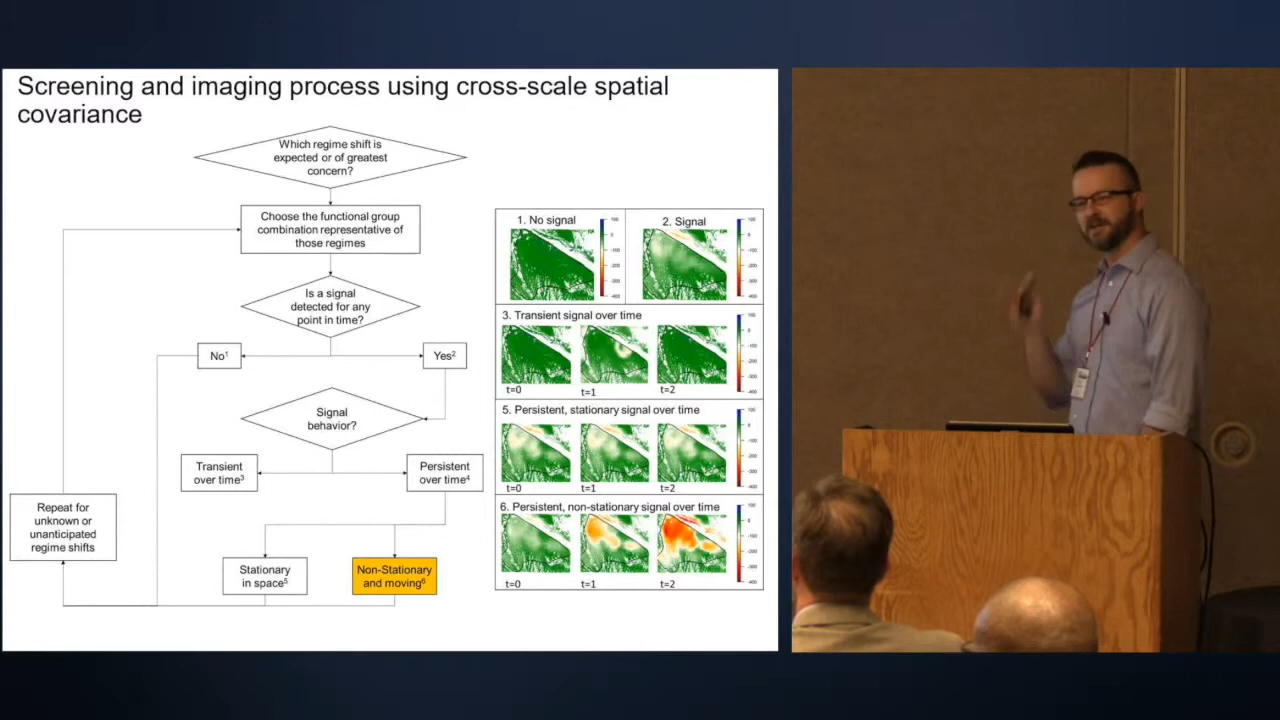 Screening and imaging process using cross-scale spatial
covariance
Which regime shift is
expected or of greatest
concern?
Choose the functional group
combination representative of
those regimes
Is a signal
detected for any
point in time?
No¹
Yes²
Signal
behavior?
Transient
over time³
Persistent
over time⁴
Repeat for
unknown or
unanticipated
regime shifts
Stationary
in space⁵
Non-Stationary
and moving⁶
1. No signal
2. Signal
3. Transient signal over time
t=0
t=1
t=2
5. Persistent, stationary signal over time
t=0
t=1
t=2
6. Persistent, non-stationary signal over time
t=0
t=1
t=2